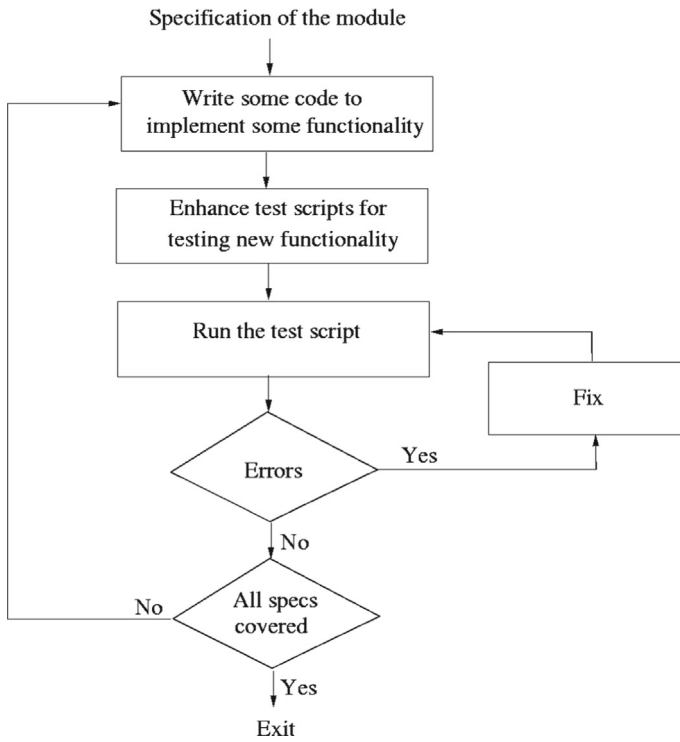 Specification of the module
Write some code to
implement some functionality
Enhance test scripts for
testing new functionality
Run the test script
Fix
Errors
Yes
No
All specs
covered
No
Yes
Exit